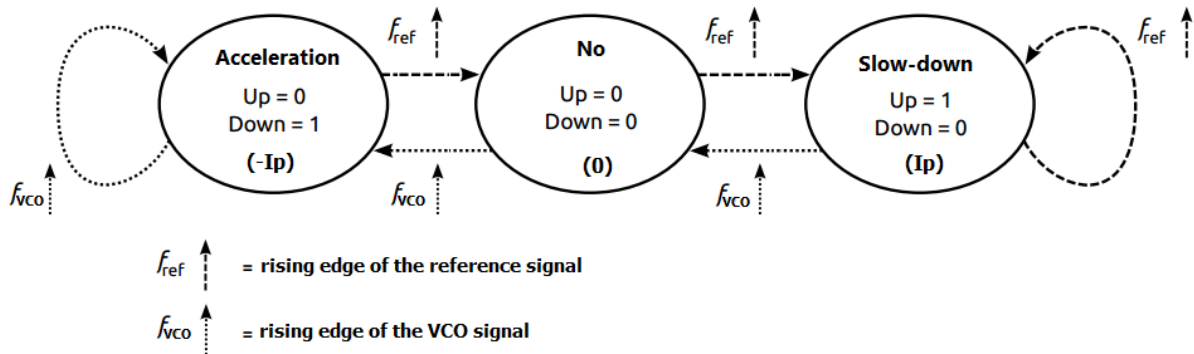 f_ref
f_ref
f_ref
Acceleration
Up = 0
Down = 1
(-Ip)
No
Up = 0
Down = 0
(0)
Slow-down
Up = 1
Down = 0
(Ip)
f_vco
f_vco
f_vco
f_ref = rising edge of the reference signal
f_vco = rising edge of the VCO signal